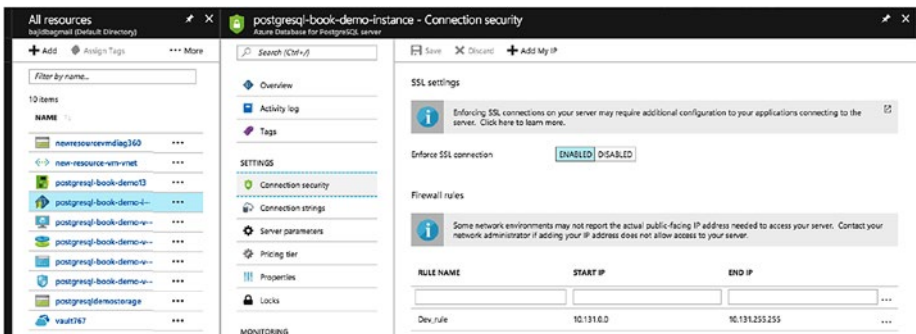 All resources
bajidbagmail (Default Directory)
Add Assign Tags More
Filter by name...
10 items
NAME
newresourcevmdiag360
new-resource-vm-vnet
postgresql-book-demo13
postgresql-book-demo-i--
postgresql-book-demo-v--
postgresql-book-demo-v--
postgresql-book-demo-v--
postgresql-book-demo-v--
postgresqldemostorage
vault767
postgresql-book-demo-instance - Connection security
Azure Database for PostgreSQL server
Search (Ctrl+/)
Overview
Activity log
Tags
SETTINGS
Connection security
Connection strings
Server parameters
Pricing tier
Properties
Locks
MONITORING
Save Discard Add My IP
SSL settings
Enforcing SSL connections on your server may require additional configuration to your applications connecting to the
server. Click here to learn more.
Enforce SSL connection ENABLED DISABLED
Firewall rules
Some network environments may not report the actual public-facing IP address needed to access your server. Contact your
network administrator if adding your IP address does not allow access to your server.
RULE NAME START IP END IP
Dev_rule 10.131.0.0 10.131.255.255